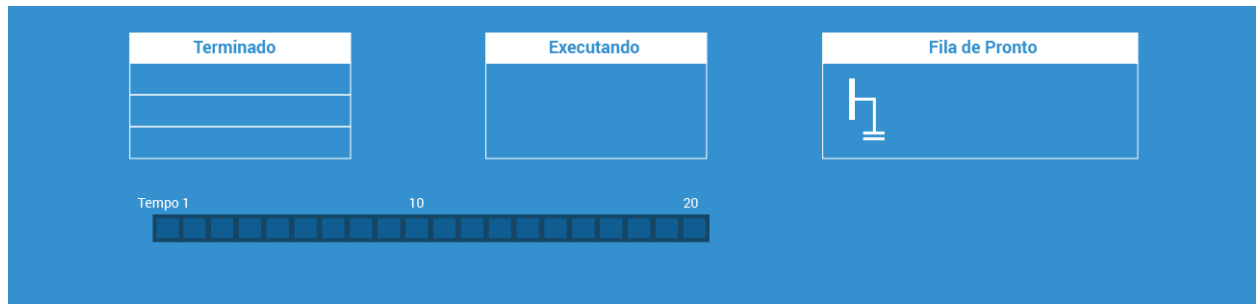 Terminado
Executando
Fila de Pronto
Tempo 1
10
20